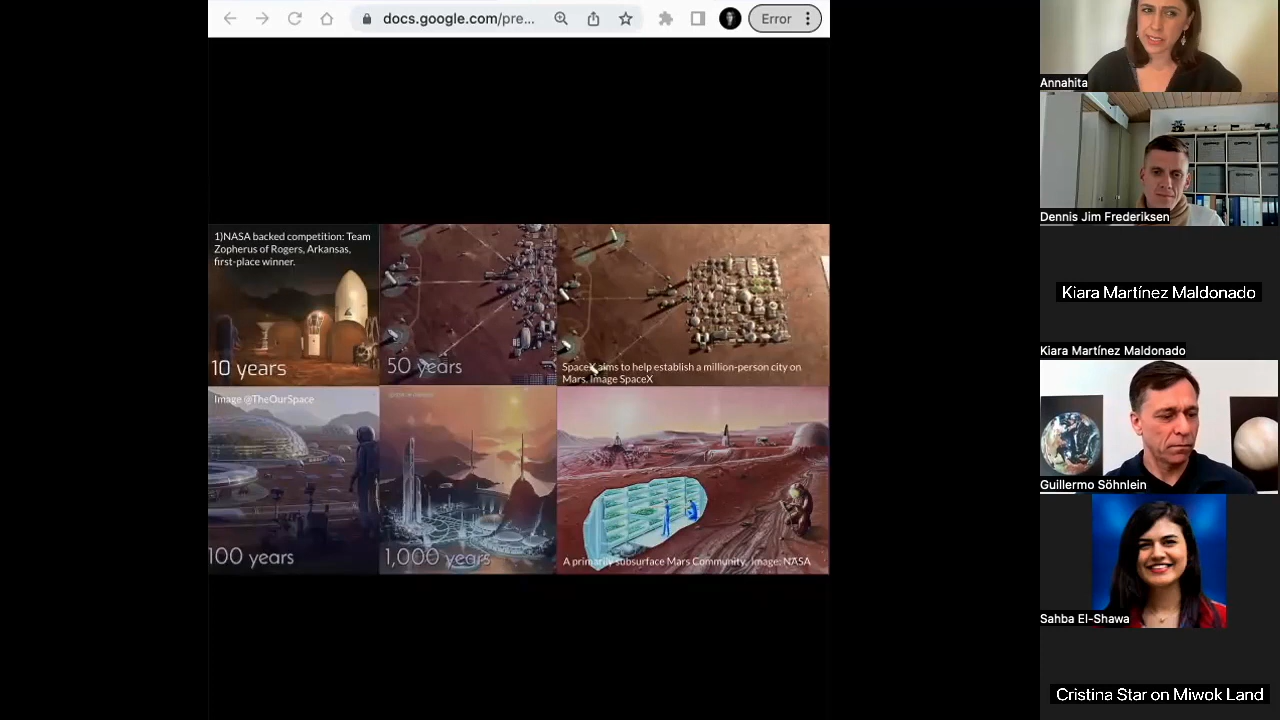 docs.google.com/pre...
Error
1)NASA backed competition: Team
Zopherus of Rogers, Arkansas,
first-place winner.
10 years
50 years
SpaceX aims to help establish a million-person city on
Mars. Image SpaceX
Image @TheOurSpace
100 years
1,000 years
A primarily subsurface Mars Community. Image: NASA
Annahita
Dennis Jim Frederiksen
Kiara Martínez Maldonado
Kiara Martínez Maldonado
Guillermo Söhnlein
Sahba El-Shawa
Cristina Star on Miwok Land